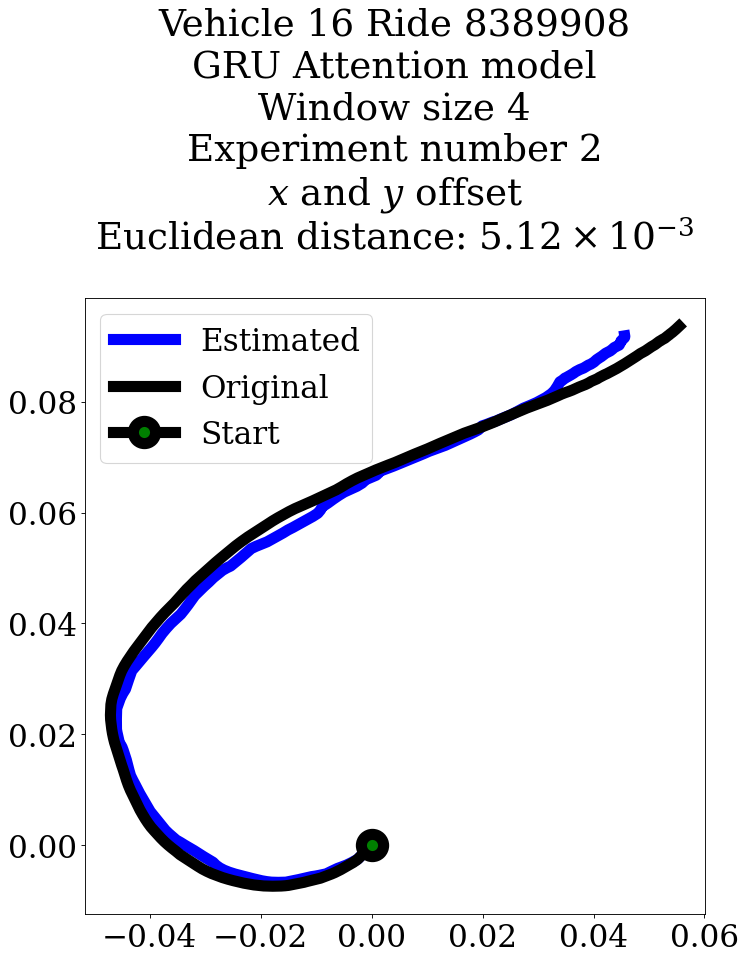 Vehicle 16 Ride 8389908
GRU Attention model
Window size 4
Experiment number 2
x and y offset
Euclidean distance: 5.12 × 10⁻³
Estimated
Original
Start
0.08
0.06
0.04
0.02
0.00
−0.04 −0.02 0.00 0.02 0.04 0.06